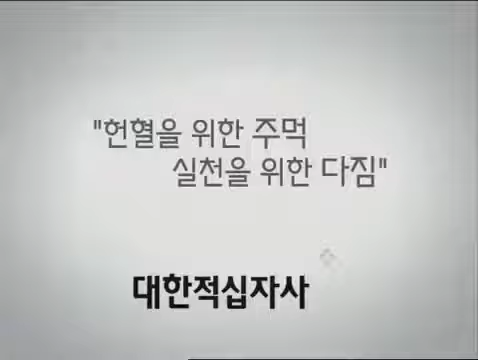 "헌혈을 위한 주먹
실천을 위한 다짐"
대한적십자사